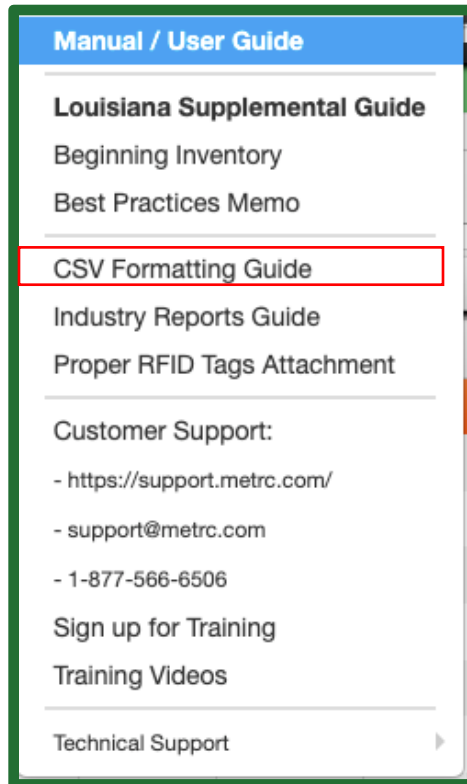 Manual / User Guide
Louisiana Supplemental Guide
Beginning Inventory
Best Practices Memo
CSV Formatting Guide
Industry Reports Guide
Proper RFID Tags Attachment
Customer Support:
- https://support.metrc.com/
- support@metrc.com
- 1-877-566-6506
Sign up for Training
Training Videos
Technical Support